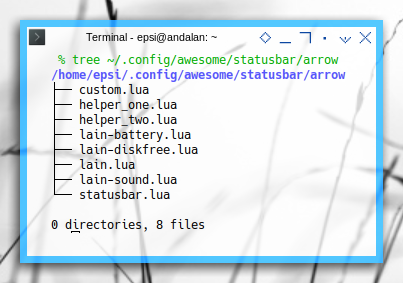 Terminal - epsi@andalan: ~
% tree ~/.config/awesome/statusbar/arrow
/home/epsi/.config/awesome/statusbar/arrow
├── custom.lua
├── helper_one.lua
├── helper_two.lua
├── lain-battery.lua
├── lain-diskfree.lua
├── lain.lua
├── lain-sound.lua
└── statusbar.lua
0 directories, 8 files